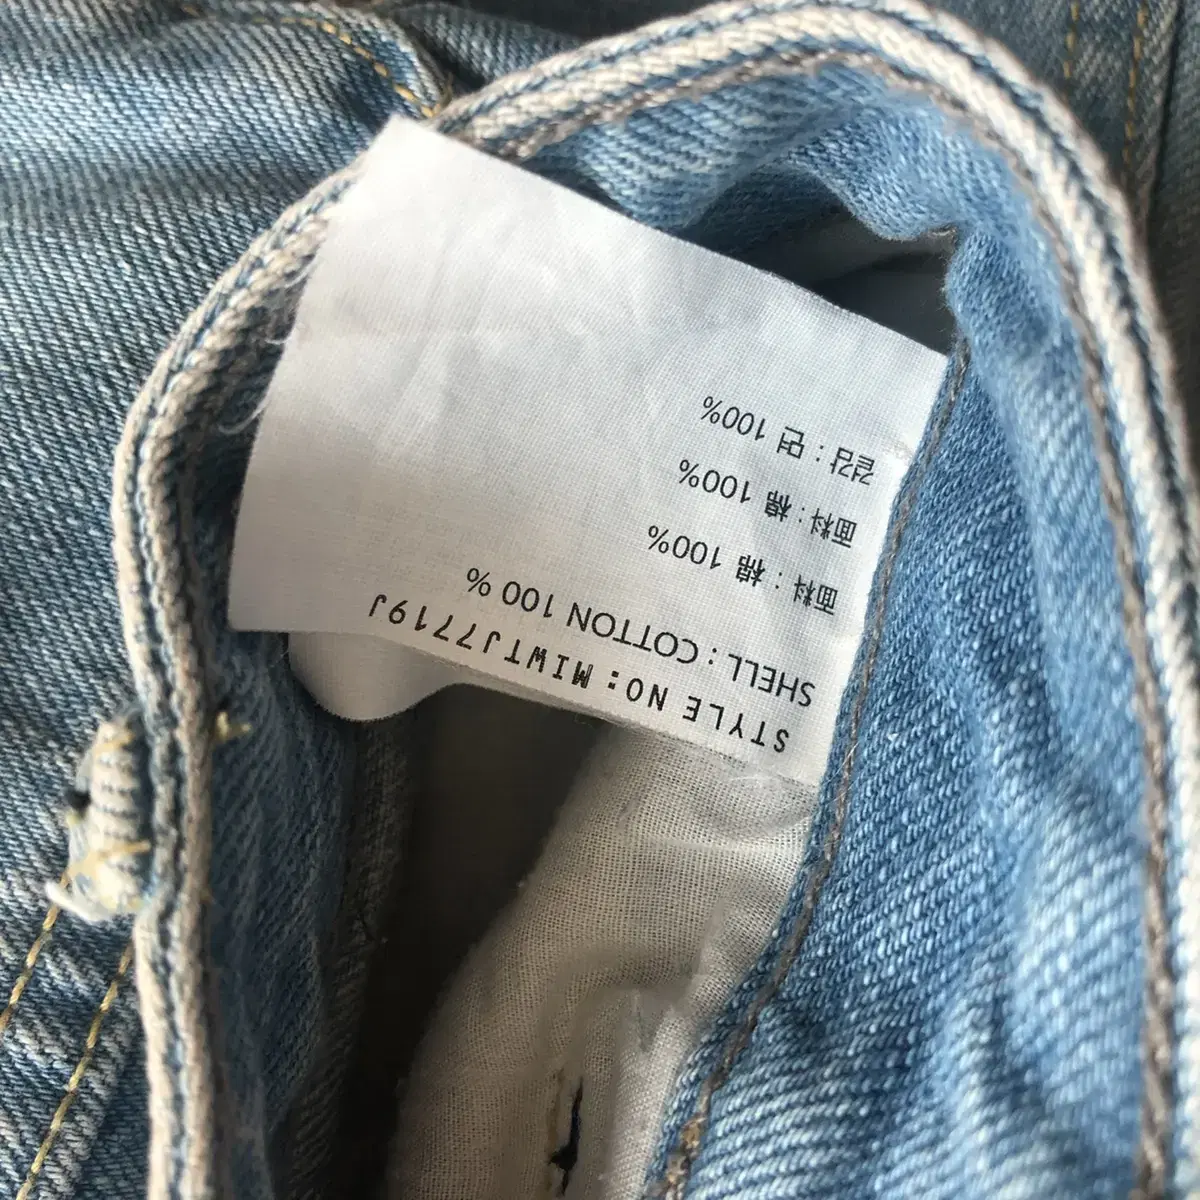 STYLE NO: MIWTJ7719J
SHELL : COTTON 100 %
面料 : 棉 100%
面料 : 棉 100%
겉감 : 면 100%